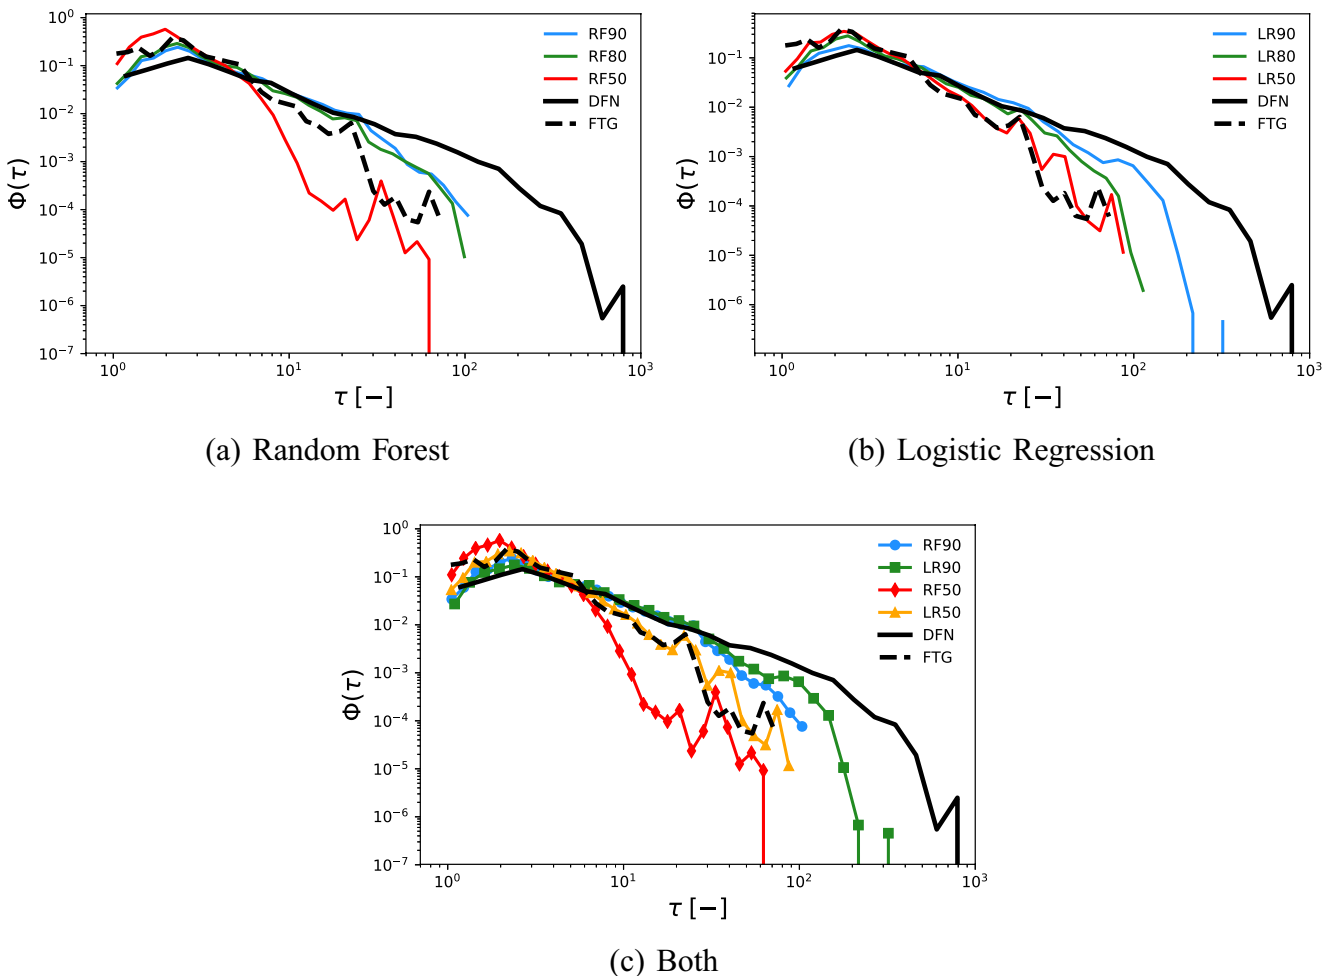 10^0
10^-1
10^-2
10^-3
10^-4
10^-5
10^-6
10^-7
Φ(τ)
10^0
10^1
10^2
10^3
τ [−]
RF90
RF80
RF50
DFN
FTG
(a) Random Forest
10^-1
10^-2
10^-3
10^-4
10^-5
10^-6
Φ(τ)
10^0
10^1
10^2
10^3
τ [−]
LR90
LR80
LR50
DFN
FTG
(b) Logistic Regression
10^0
10^-1
10^-2
10^-3
10^-4
10^-5
10^-6
10^-7
Φ(τ)
10^0
10^1
10^2
10^3
τ [−]
RF90
LR90
RF50
LR50
DFN
FTG
(c) Both